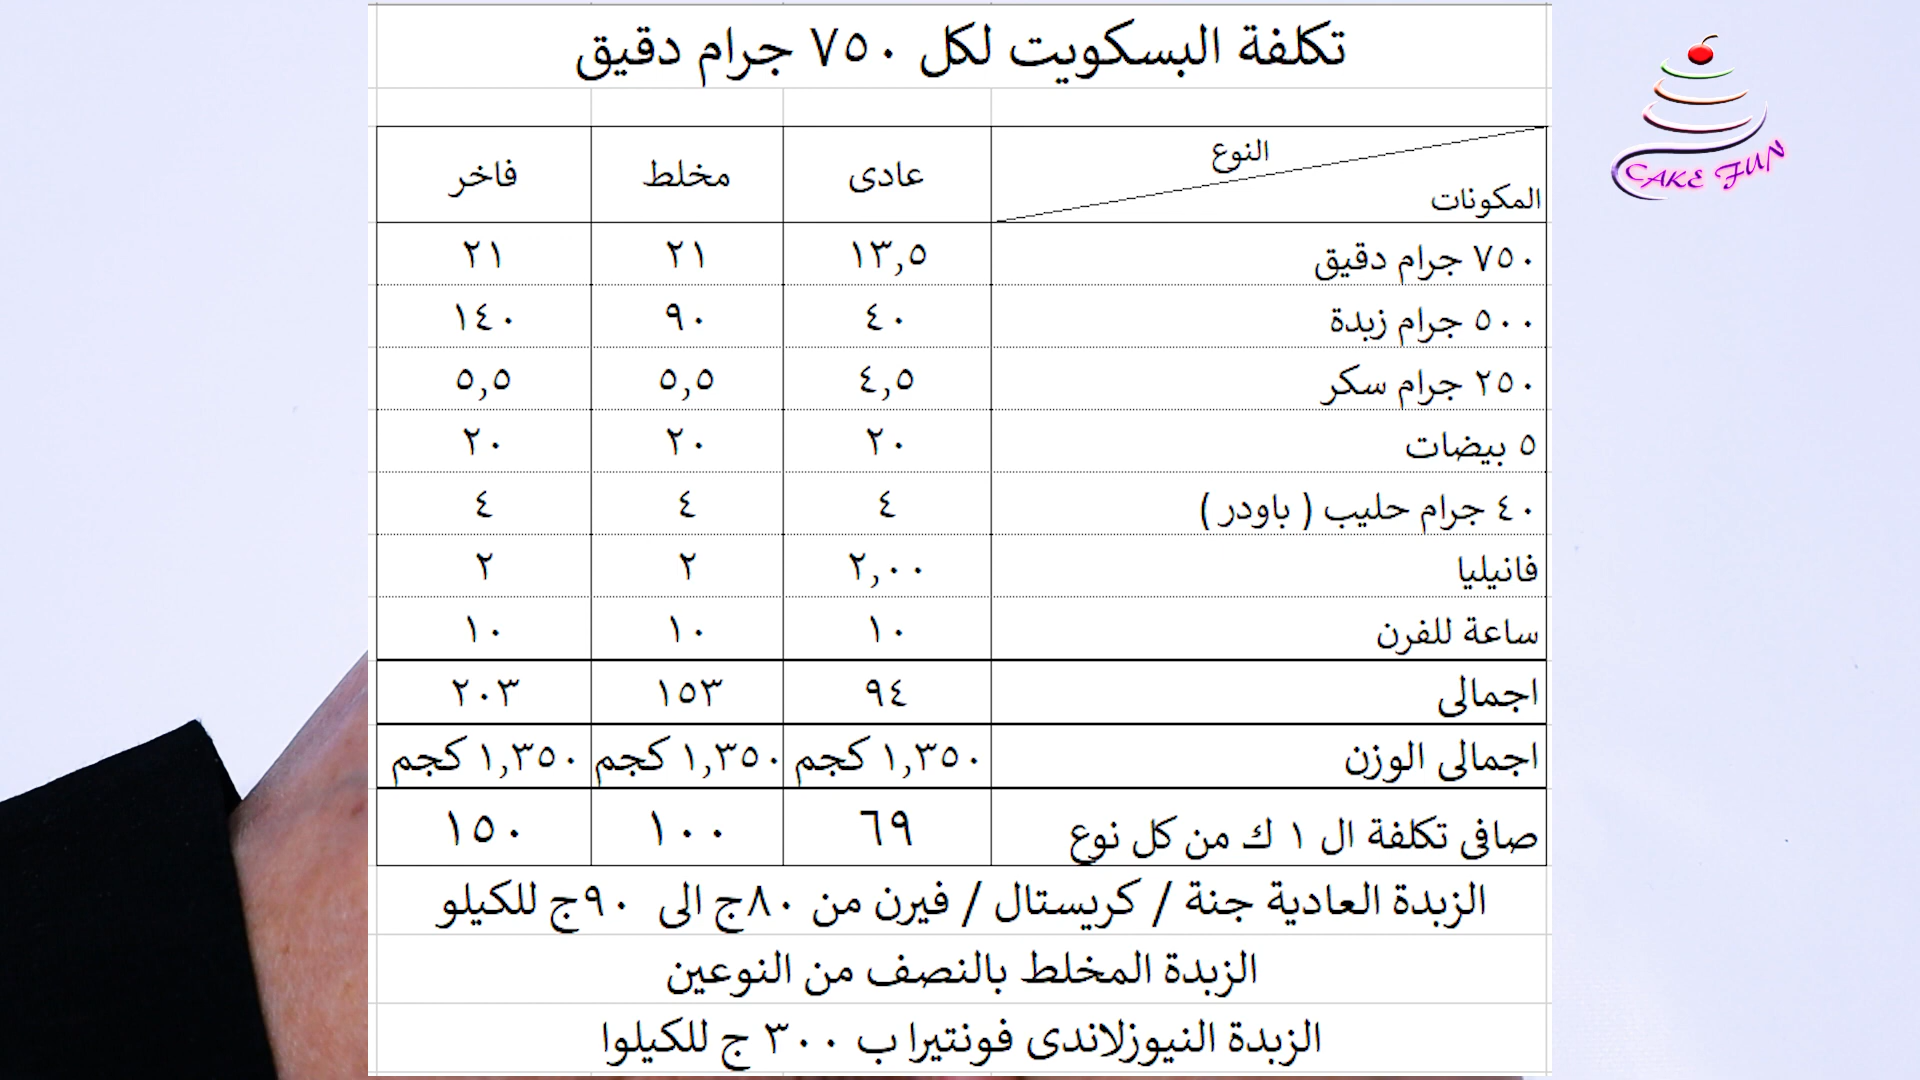 تكلفة البسكويت لكل ٧٥٠ جرام دقيق
النوع
المكونات عادى مخلط فاخر
٧٥٠ جرام دقيق ١٣,٥ ٢١ ٢١
٥٠٠ جرام زبدة ٤٠ ٩٠ ١٤٠
٢٥٠ جرام سكر ٤,٥ ٥,٥ ٥,٥
٥ بيضات ٢٠ ٢٠ ٢٠
٤٠ جرام حليب ( باودر ) ٤ ٤ ٤
فانيليا ٢,٠٠ ٢ ٢
ساعة للفرن ١٠ ١٠ ١٠
اجمالى ٩٤ ١٥٣ ٢٠٣
اجمالى الوزن ١,٣٥٠ كجم ١,٣٥٠ كجم ١,٣٥٠ كجم
صافى تكلفة ال ١ ك من كل نوع ٦٩ ١٠٠ ١٥٠
الزبدة العادية جنة / كريستال / فيرن من ٨٠ج الى ٩٠ج للكيلو
الزبدة المخلط بالنصف من النوعين
الزبدة النيوزلاندى فونتيرا ب ٣٠٠ ج للكيلوا
CAKE FUN